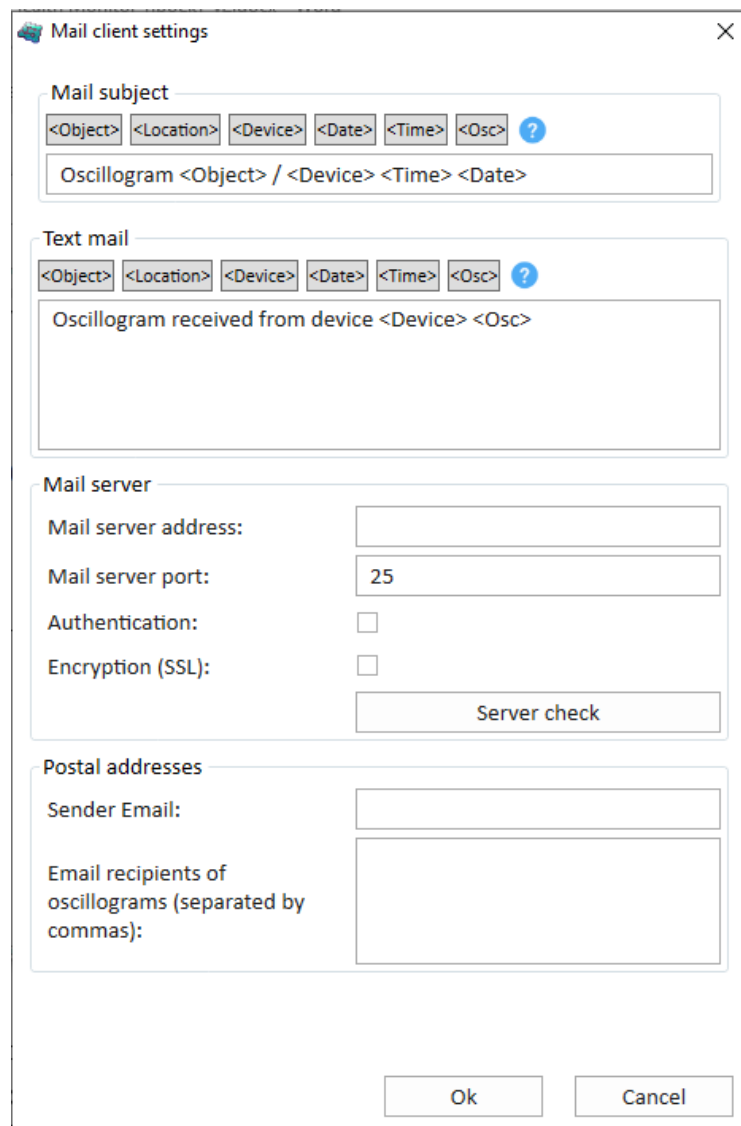 Mail client settings
Mail subject
<Object> <Location> <Device> <Date> <Time> <Osc> ?
Oscillogram <Object> / <Device> <Time> <Date>
Text mail
<Object> <Location> <Device> <Date> <Time> <Osc> ?
Oscillogram received from device <Device> <Osc>
Mail server
Mail server address:
Mail server port: 25
Authentication:
Encryption (SSL):
Server check
Postal addresses
Sender Email:
Email recipients of
oscillograms (separated by
commas):
Ok Cancel